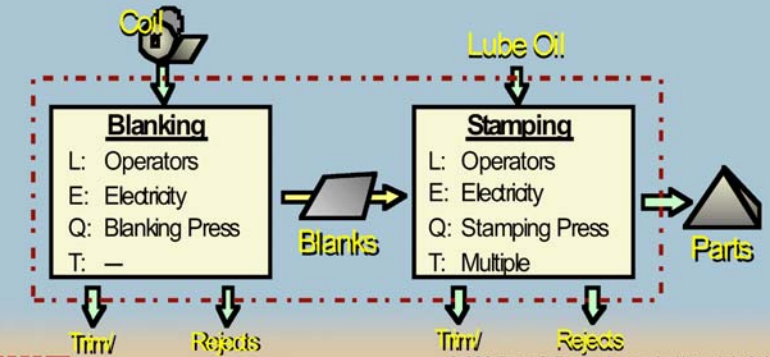 Coil
Lube Oil
Blanking
L: Operators
E: Electricity
Q: Blanking Press
T: —
Blanks
Stamping
L: Operators
E: Electricity
Q: Stamping Press
T: Multiple
Parts
Trim/
Rejects
Trim/
Rejects